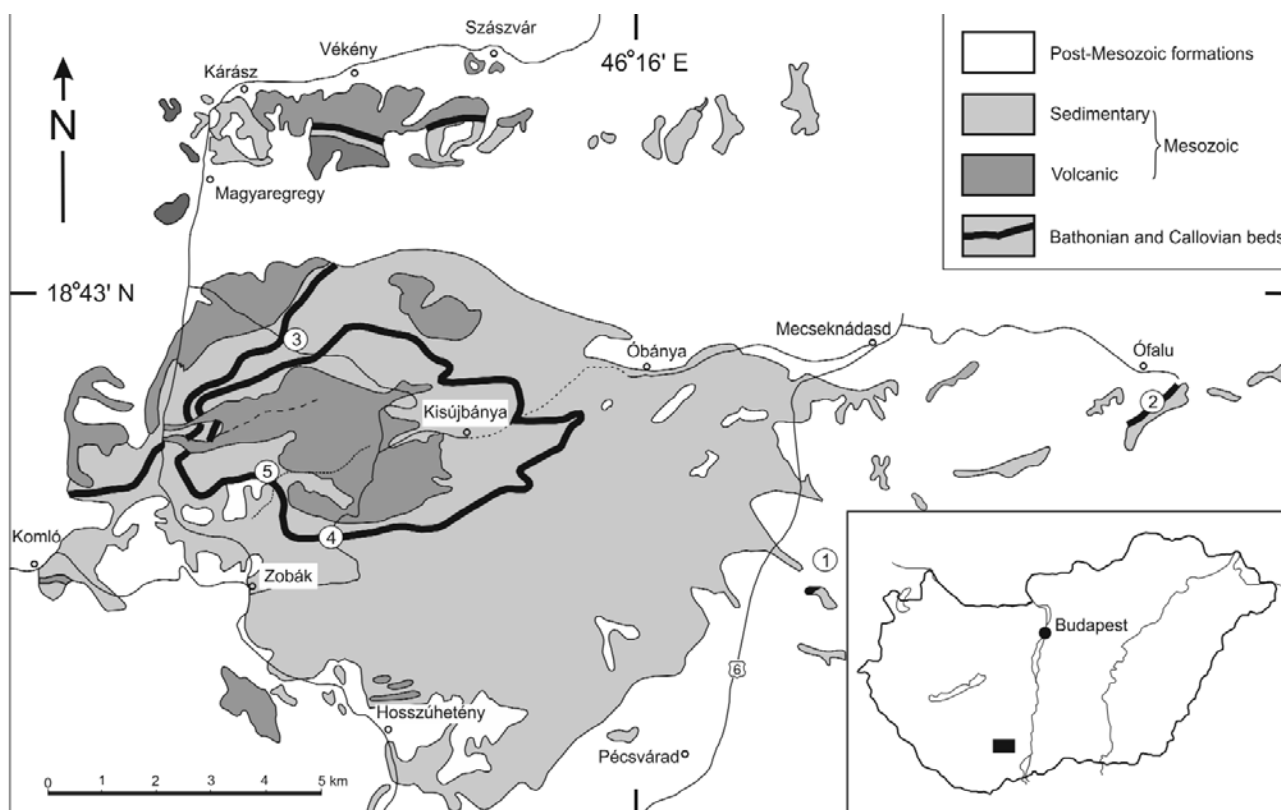 Szászvár
Vékény
46°16' E
Kárász
N
Magyaregregy
18°43' N
3
Mecseknádasd
Óbánya
Ófalu
2
Kisújbánya
5
4
Komló
Zobák
1
6
Hosszúhetény
Pécsvárad
0 1 2 3 4 5 km
Post-Mesozoic formations
Sedimentary
Mesozoic
Volcanic
Bathonian and Callovian beds
Budapest